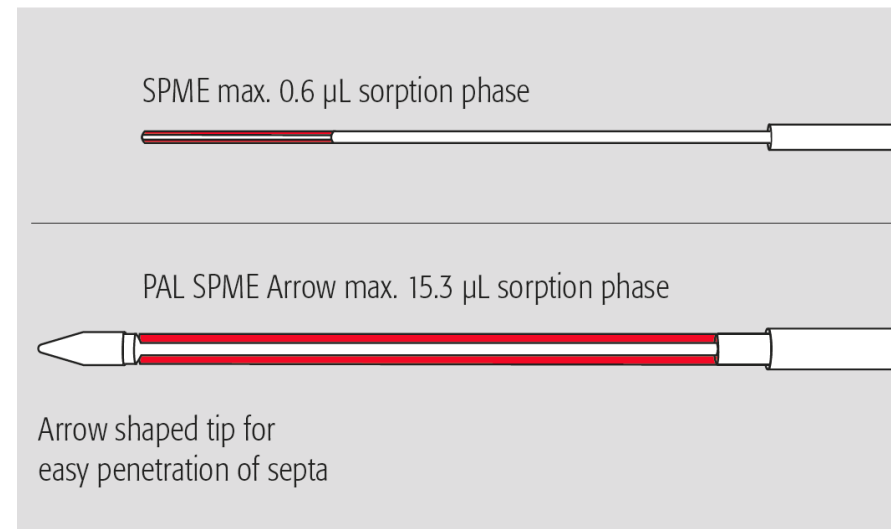 SPME max. 0.6 µL sorption phase
PAL SPME Arrow max. 15.3 µL sorption phase
Arrow shaped tip for
easy penetration of septa